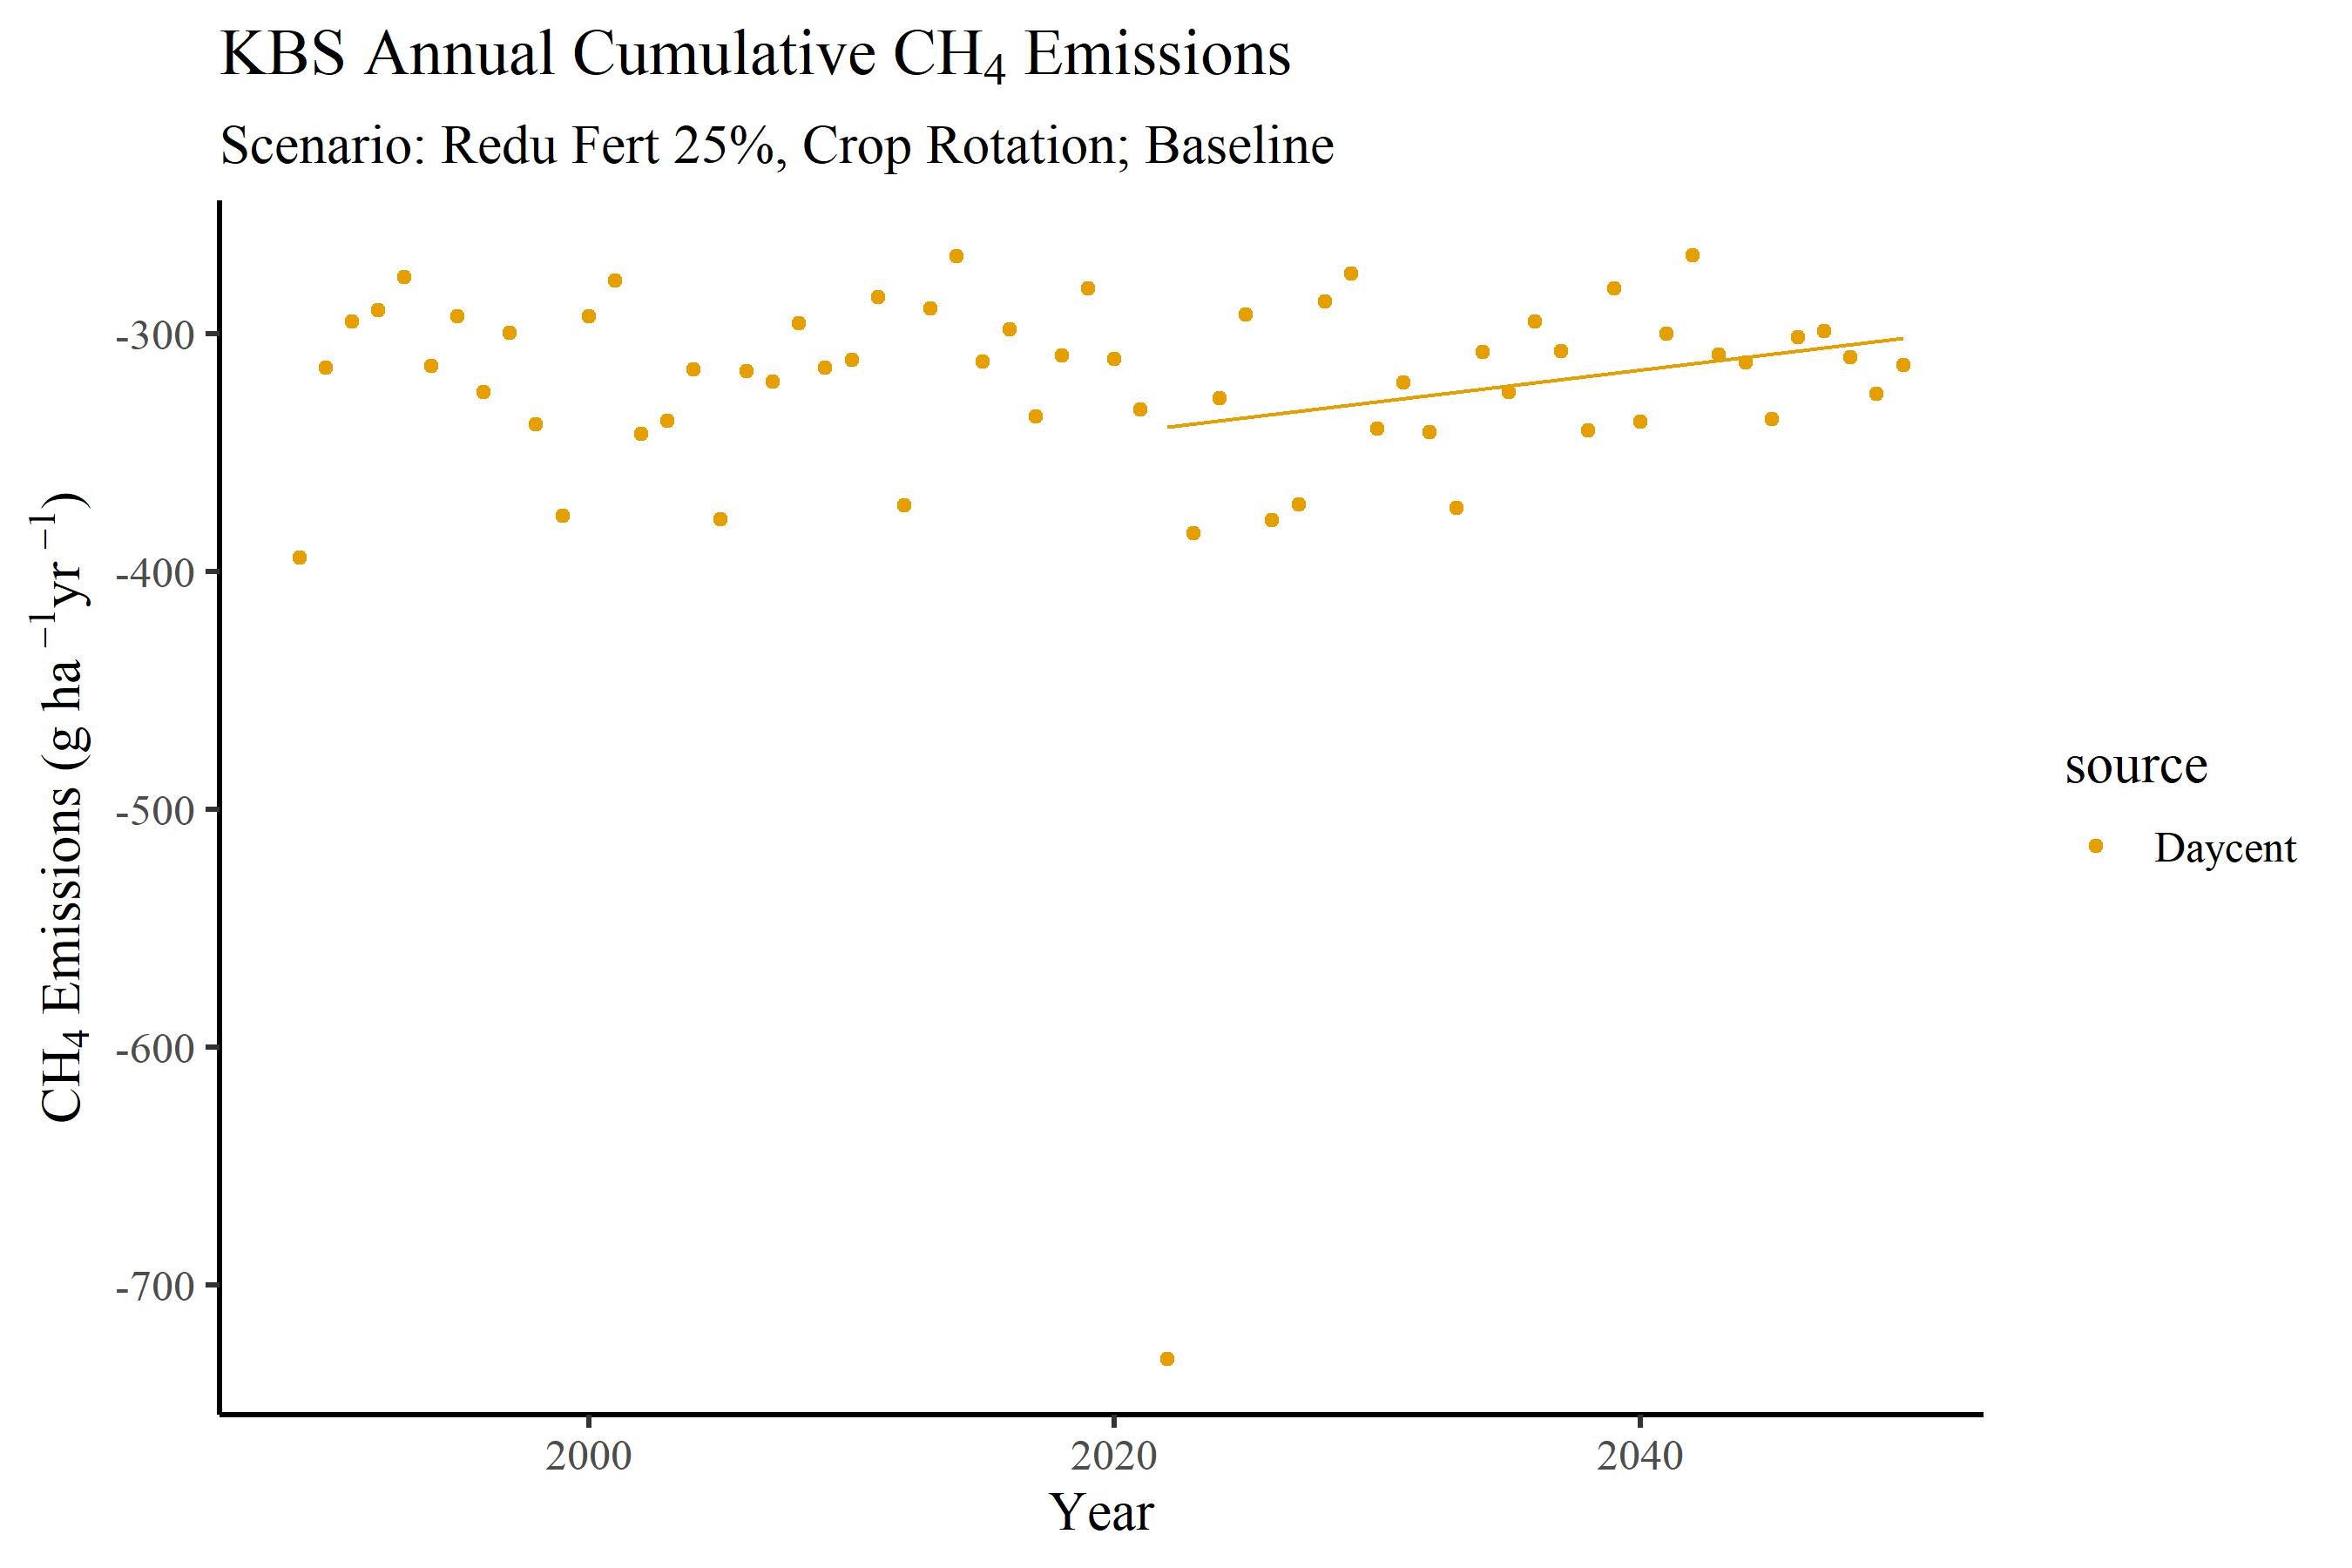 KBS Annual Cumulative CH₄ Emissions
Scenario: Redu Fert 25%, Crop Rotation; Baseline
CH₄ Emissions (g ha ⁻¹yr ⁻¹)
-300
-400
-500
-600
-700
2000 2020 2040
Year
source
Daycent